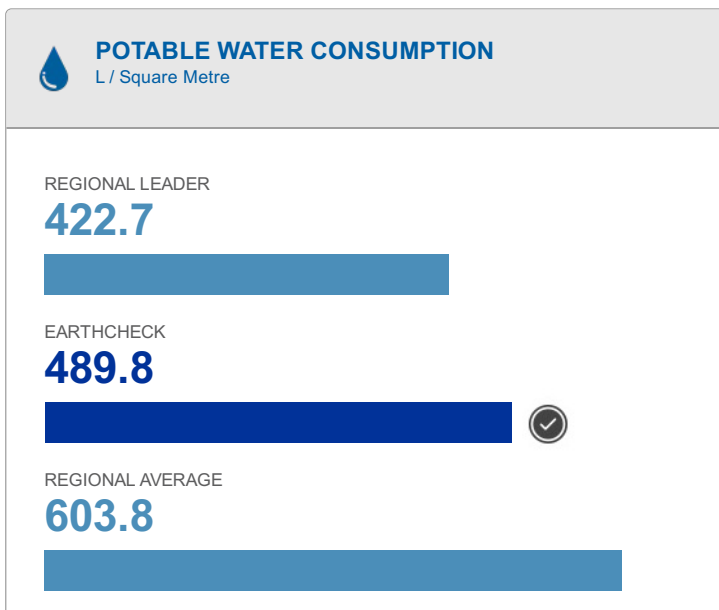 POTABLE WATER CONSUMPTION
L / Square Metre
REGIONAL LEADER
422.7
EARTHCHECK
489.8
REGIONAL AVERAGE
603.8